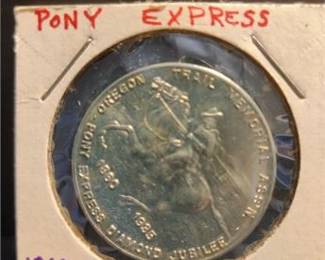 PONY EXPRESS
OREGON TRAIL MEMORIAL ASSN.
PONY EXPRESS DIAMOND JUBILEE
1860
1935